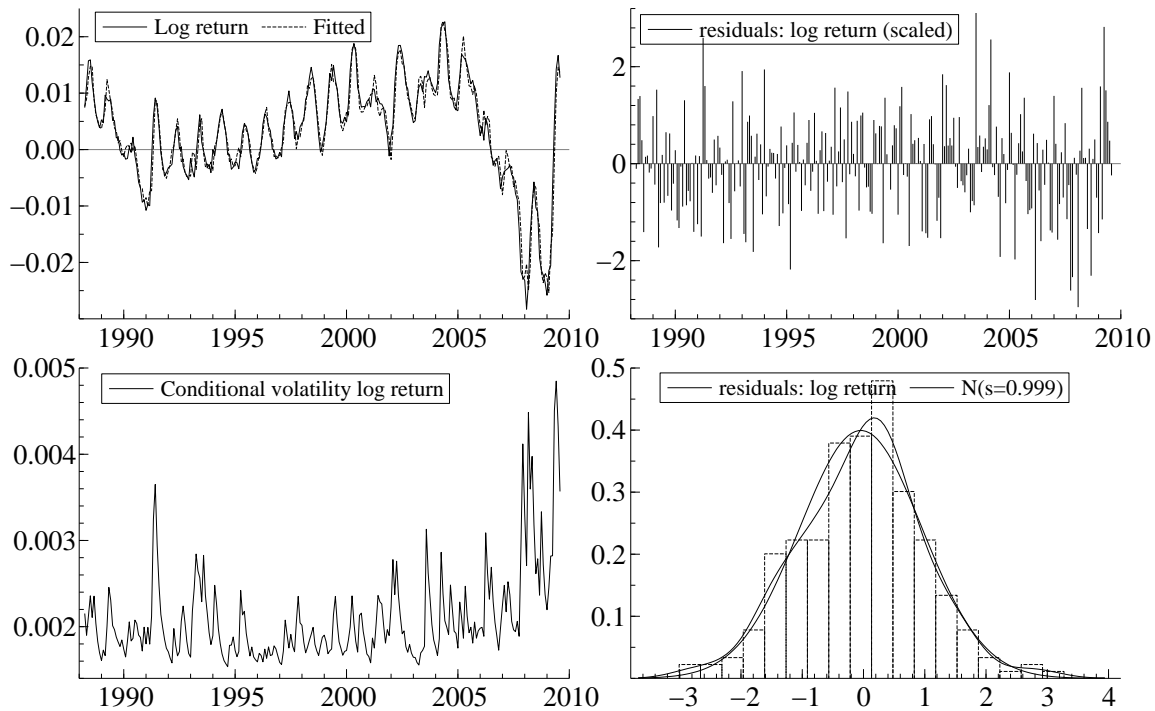 Log return Fitted
0.02
0.01
0.00
−0.01
−0.02
1990 1995 2000 2005 2010
residuals: log return (scaled)
2
0
−2
1990 1995 2000 2005 2010
Conditional volatility log return
0.005
0.004
0.003
0.002
1990 1995 2000 2005 2010
residuals: log return N(s=0.999)
0.5
0.4
0.3
0.2
0.1
−3 −2 −1 0 1 2 3 4